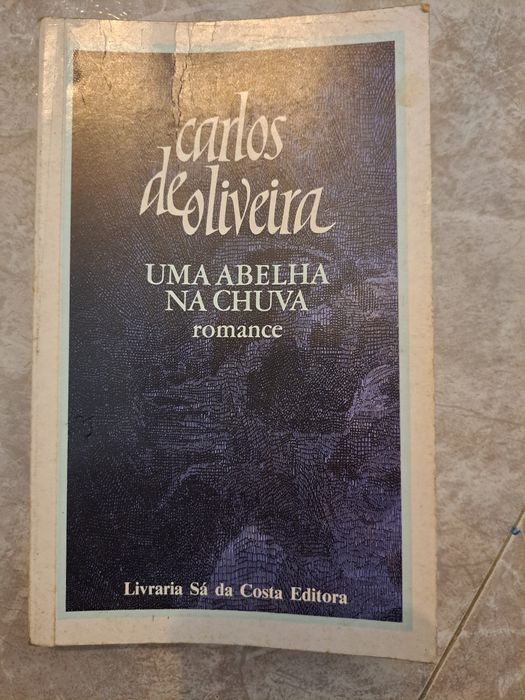 carlos
de oliveira
UMA ABELHA
NA CHUVA
romance
Livraria Sá da Costa Editora